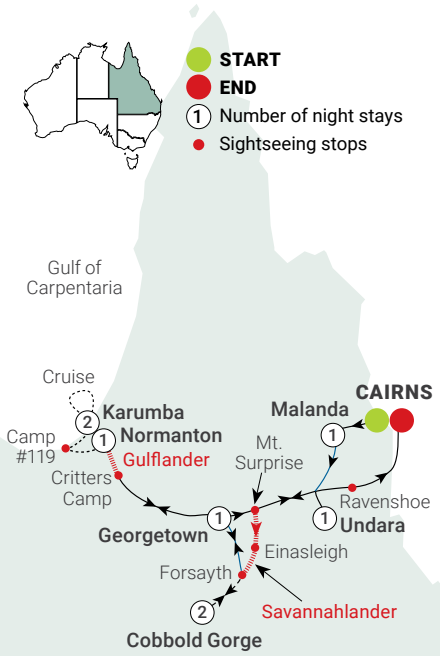 START
END
1 Number of night stays
Sightseeing stops
Gulf of
Carpentaria
Cruise
CAIRNS
2 Karumba
Malanda
1 Normanton
1
Camp
#119
Gulflander
Mt.
Surprise
Critters
Camp
Ravenshoe
1
1
Undara
Georgetown
Einasleigh
Forsayth
2
Savannahlander
Cobbold Gorge